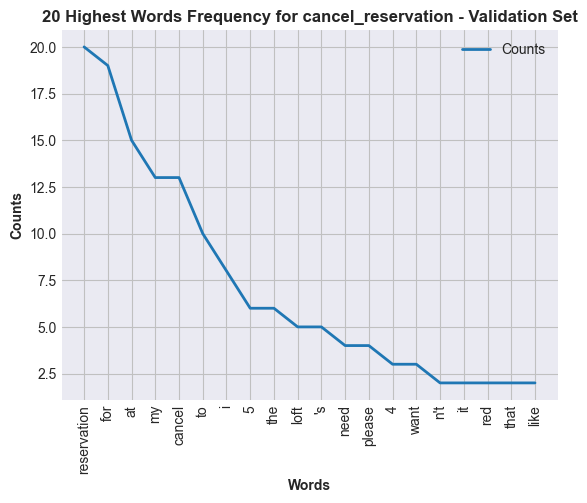 20 Highest Words Frequency for cancel_reservation - Validation Set
Counts
20.0
17.5
15.0
12.5
10.0
7.5
5.0
2.5
Counts
reservation
for
at
my
cancel
to
i
5
the
loft
's
need
please
4
want
n't
it
red
that
like
Words